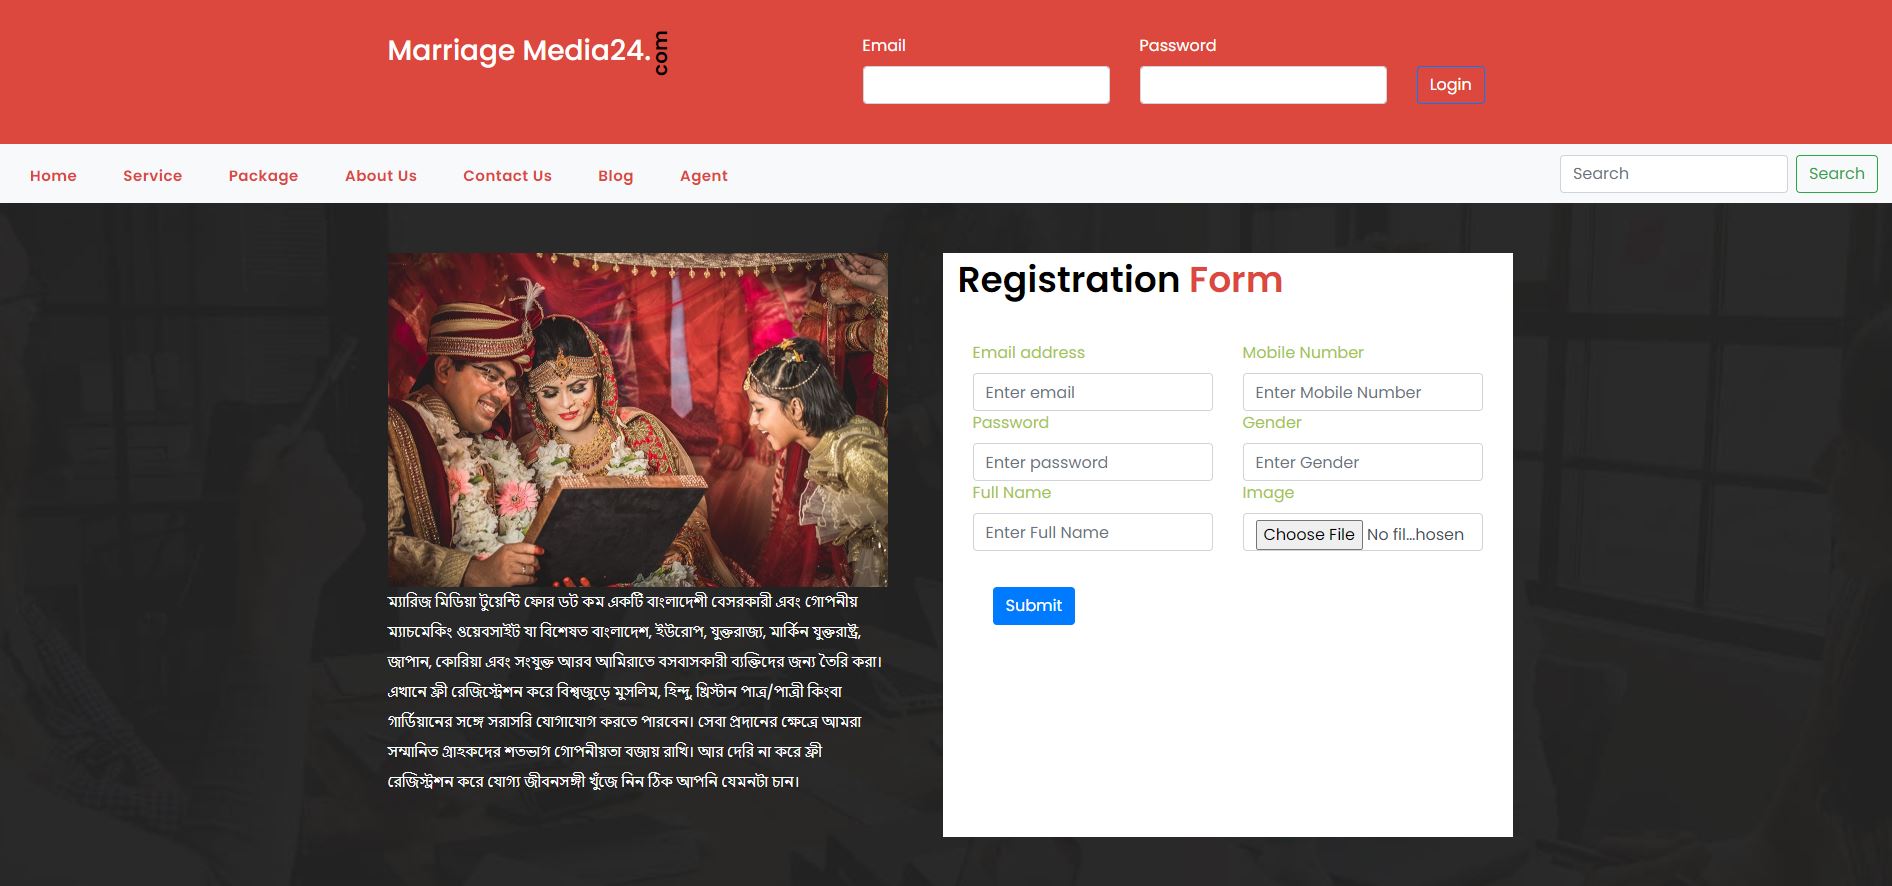 Marriage Media24.com
Email
Password
Login
Home
Service
Package
About Us
Contact Us
Blog
Agent
Search
Search
ম্যারিজ মিডিয়া টুয়েন্টি ফোর ডট কম একটি বাংলাদেশী বেসরকারী এবং গোপনীয়
ম্যাচমেকিং ওয়েবসাইট যা বিশেষত বাংলাদেশ, ইউরোপ, যুক্তরাজ্য, মার্কিন যুক্তরাষ্ট্র,
জাপান, কোরিয়া এবং সংযুক্ত আরব আমিরাতে বসবাসকারী ব্যক্তিদের জন্য তৈরি করা।
এখানে ফ্রী রেজিস্ট্রেশন করে বিশ্বজুড়ে মুসলিম, হিন্দু, খ্রিস্টান পাত্র/পাত্রী কিংবা
গার্ডিয়ানের সঙ্গে সরাসরি যোগাযোগ করতে পারবেন। সেবা প্রদানের ক্ষেত্রে আমরা
সম্মানিত গ্রাহকদের শতভাগ গোপনীয়তা বজায় রাখি। আর দেরি না করে ফ্রী
রেজিস্ট্রশন করে যোগ্য জীবনসঙ্গী খুঁজে নিন ঠিক আপনি যেমনটা চান।
Registration Form
Email address
Mobile Number
Enter email
Enter Mobile Number
Password
Gender
Enter password
Enter Gender
Full Name
Image
Enter Full Name
Choose File No fil...hosen
Submit